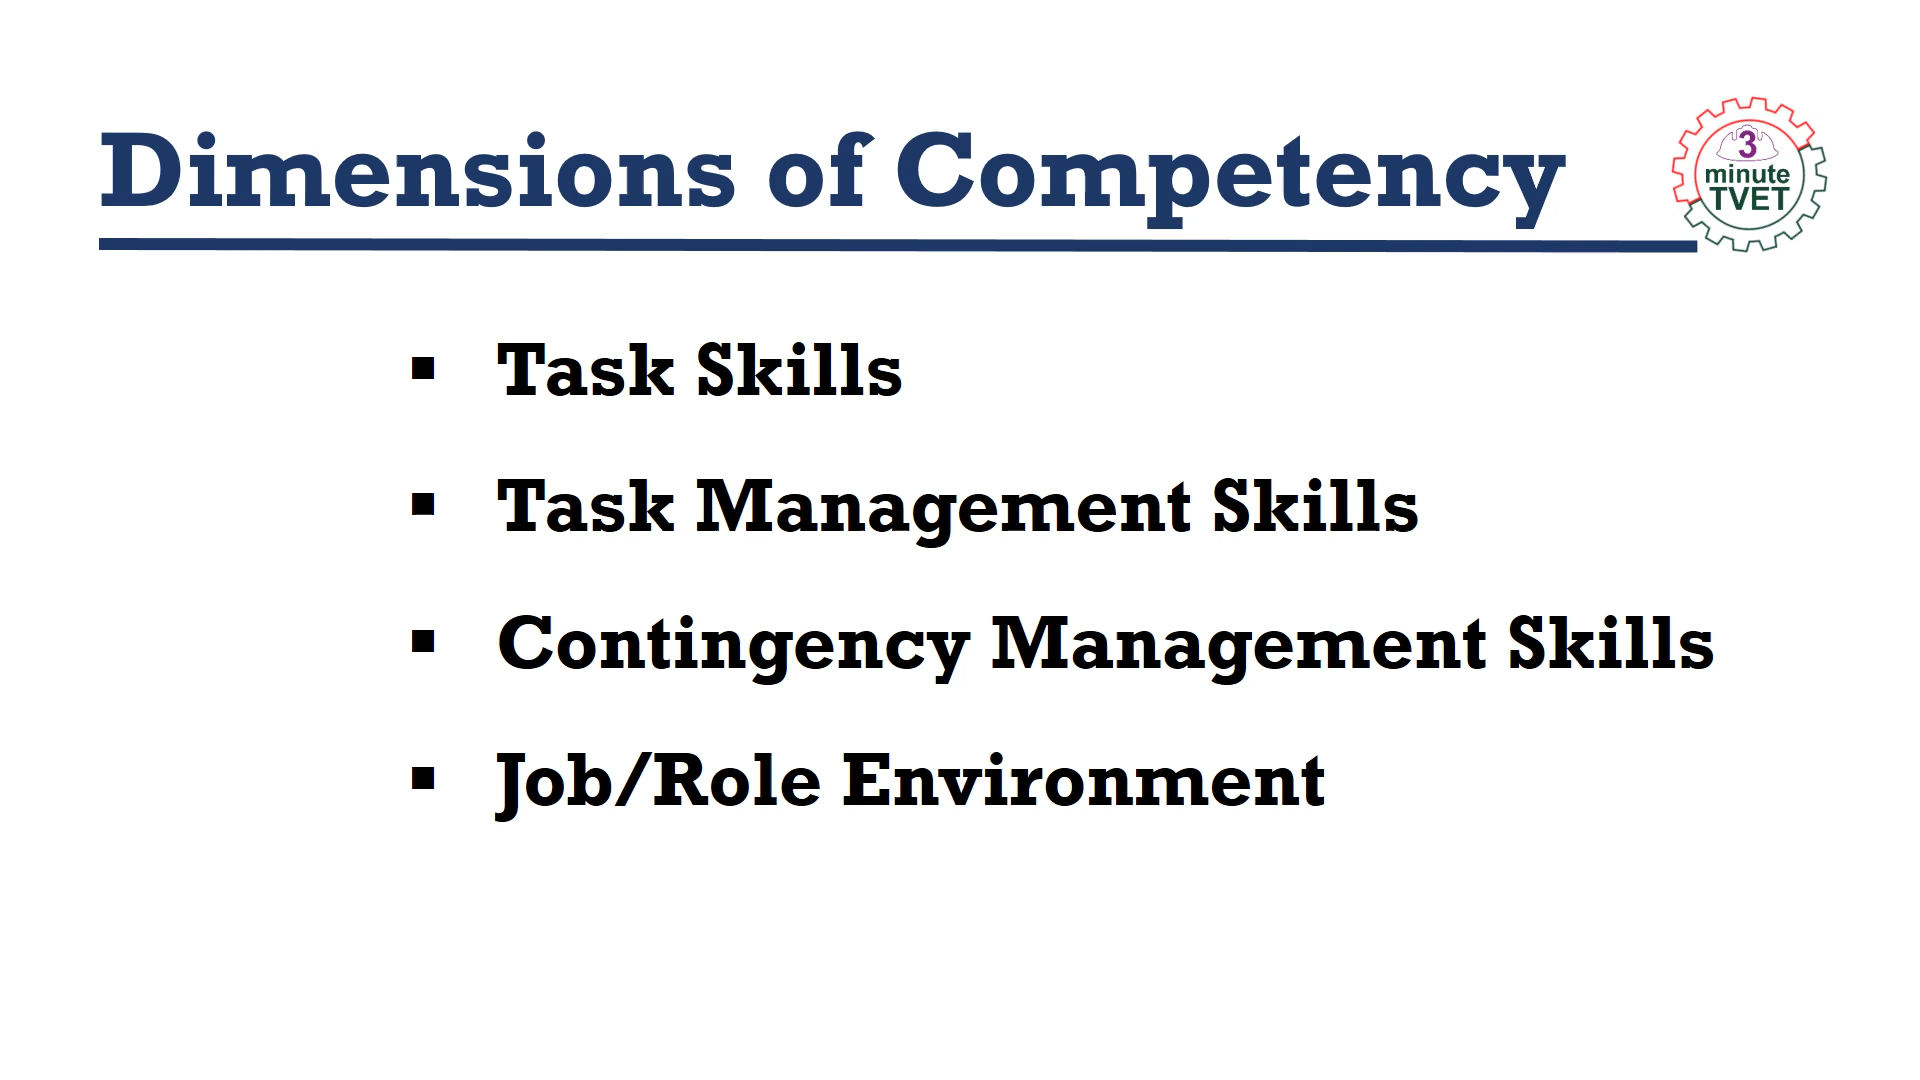 Dimensions of Competency
3
minute
TVET
▪ Task Skills
▪ Task Management Skills
▪ Contingency Management Skills
▪ Job/Role Environment